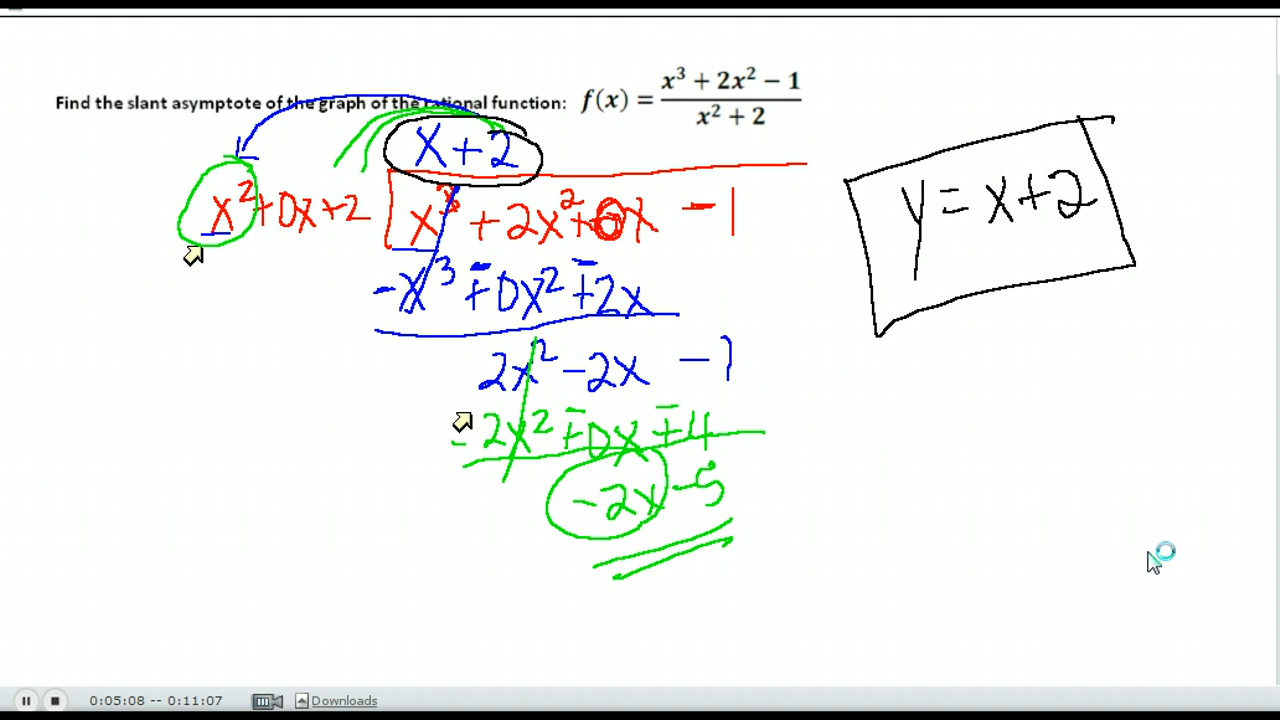 Find the slant asymptote of the graph of the rational function: f(x) = (x³ + 2x² − 1)/(x² + 2)
x + 2
x² + 0x + 2 x³ + 2x² + 0x − 1
y = x + 2
−x³ ∓ 0x² ∓ 2x
2x² − 2x − 1
− 2x² ∓ 0x ∓ 4
−2x − 5
0:05:08 -- 0:11:07 Downloads